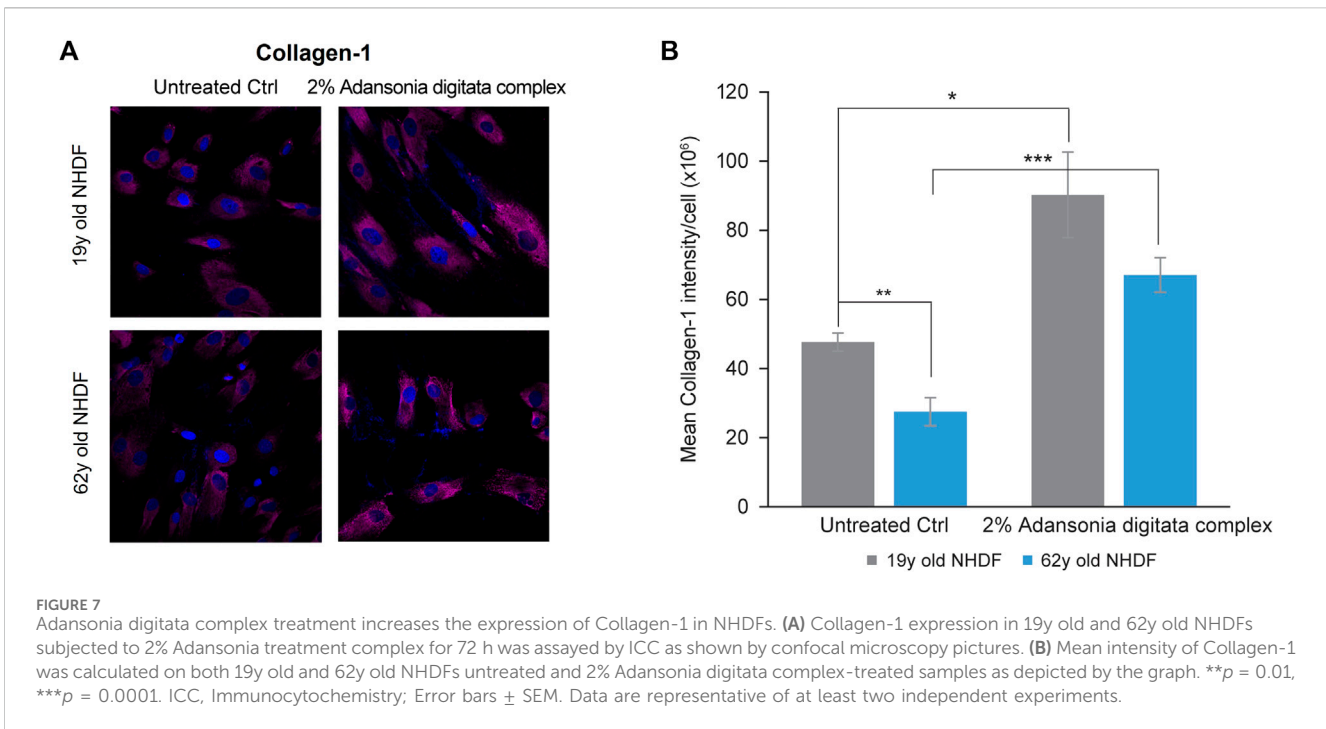 A
Collagen-1
Untreated Ctrl
2% Adansonia digitata complex
19y old NHDF
62y old NHDF
B
Mean Collagen-1 intensity/cell (x10⁶)
120
100
80
60
40
20
0
*
***
**
Untreated Ctrl
2% Adansonia digitata complex
19y old NHDF
62y old NHDF
FIGURE 7
Adansonia digitata complex treatment increases the expression of Collagen-1 in NHDFs. (A) Collagen-1 expression in 19y old and 62y old NHDFs
subjected to 2% Adansonia treatment complex for 72 h was assayed by ICC as shown by confocal microscopy pictures. (B) Mean intensity of Collagen-1
was calculated on both 19y old and 62y old NHDFs untreated and 2% Adansonia digitata complex-treated samples as depicted by the graph. **p = 0.01,
***p = 0.0001. ICC, Immunocytochemistry; Error bars ± SEM. Data are representative of at least two independent experiments.